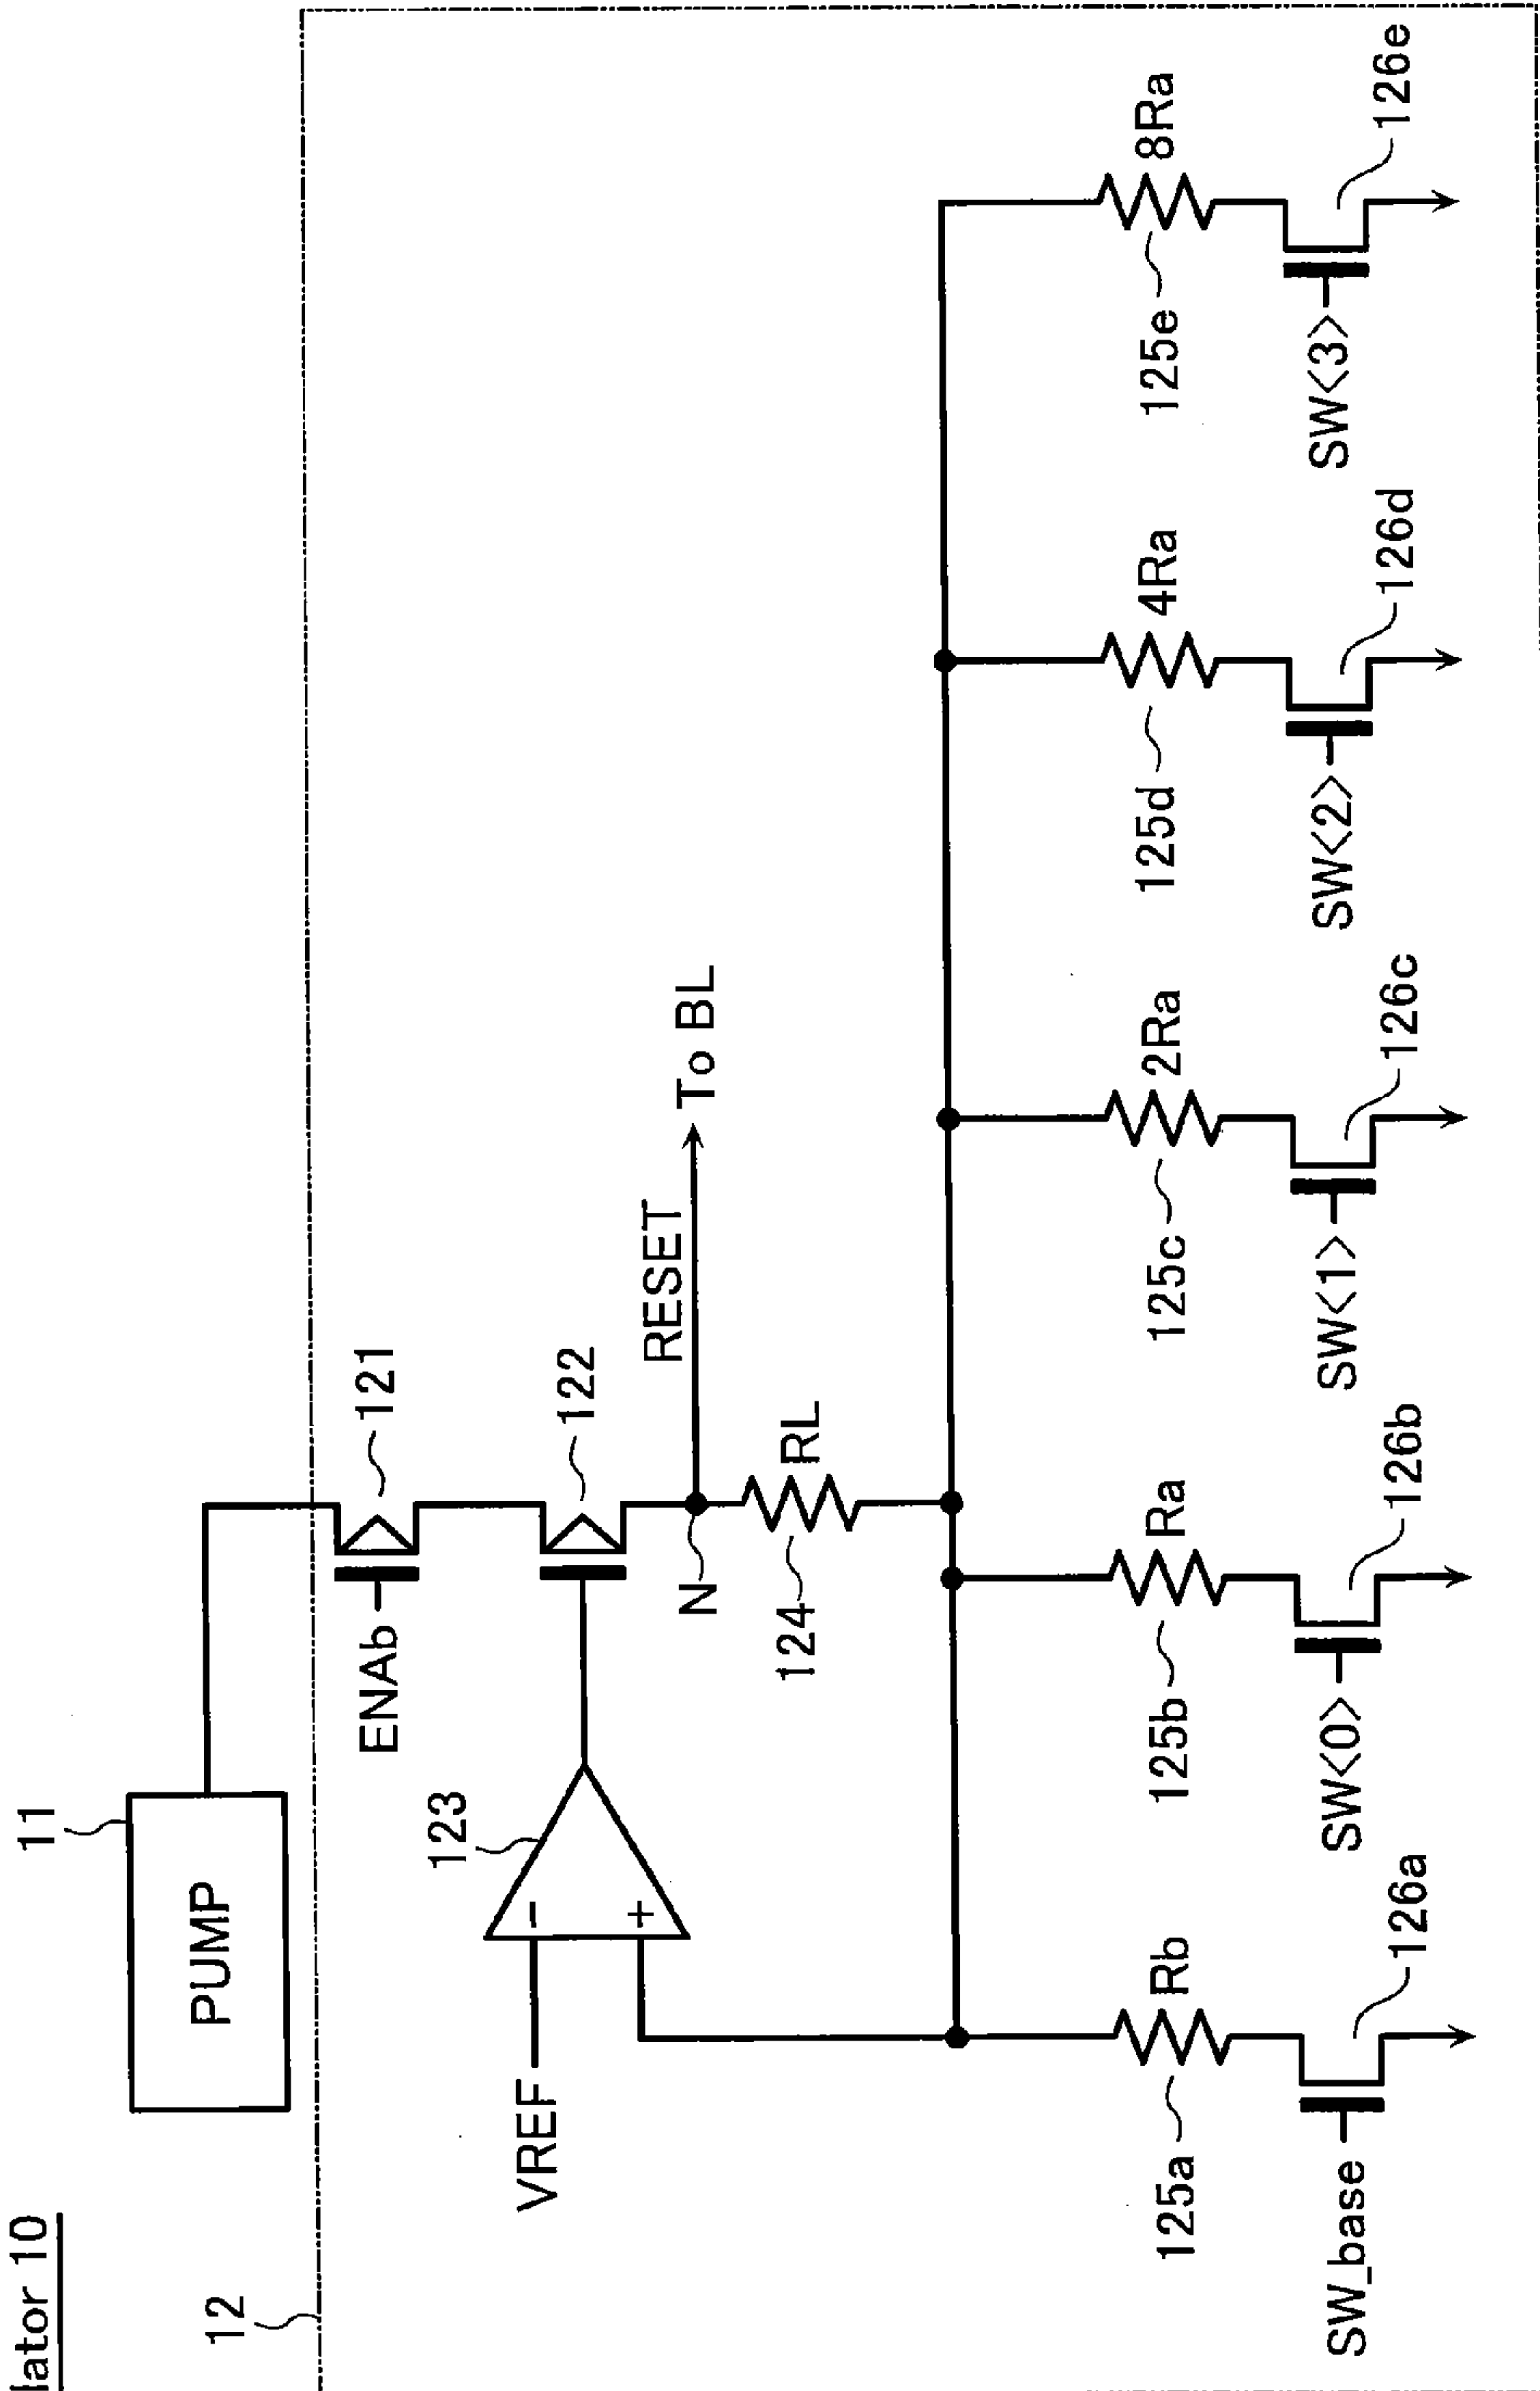 lator 10
11
PUMP
12
ENAb
121
VREF
123
-
+
122
RESET
To BL
N
124
RL
125a
Rb
125b
Ra
125c
2Ra
125d
4Ra
125e
8Ra
SW_base
126a
SW<0>
126b
SW<1>
126c
SW<2>
126d
SW<3>
126e